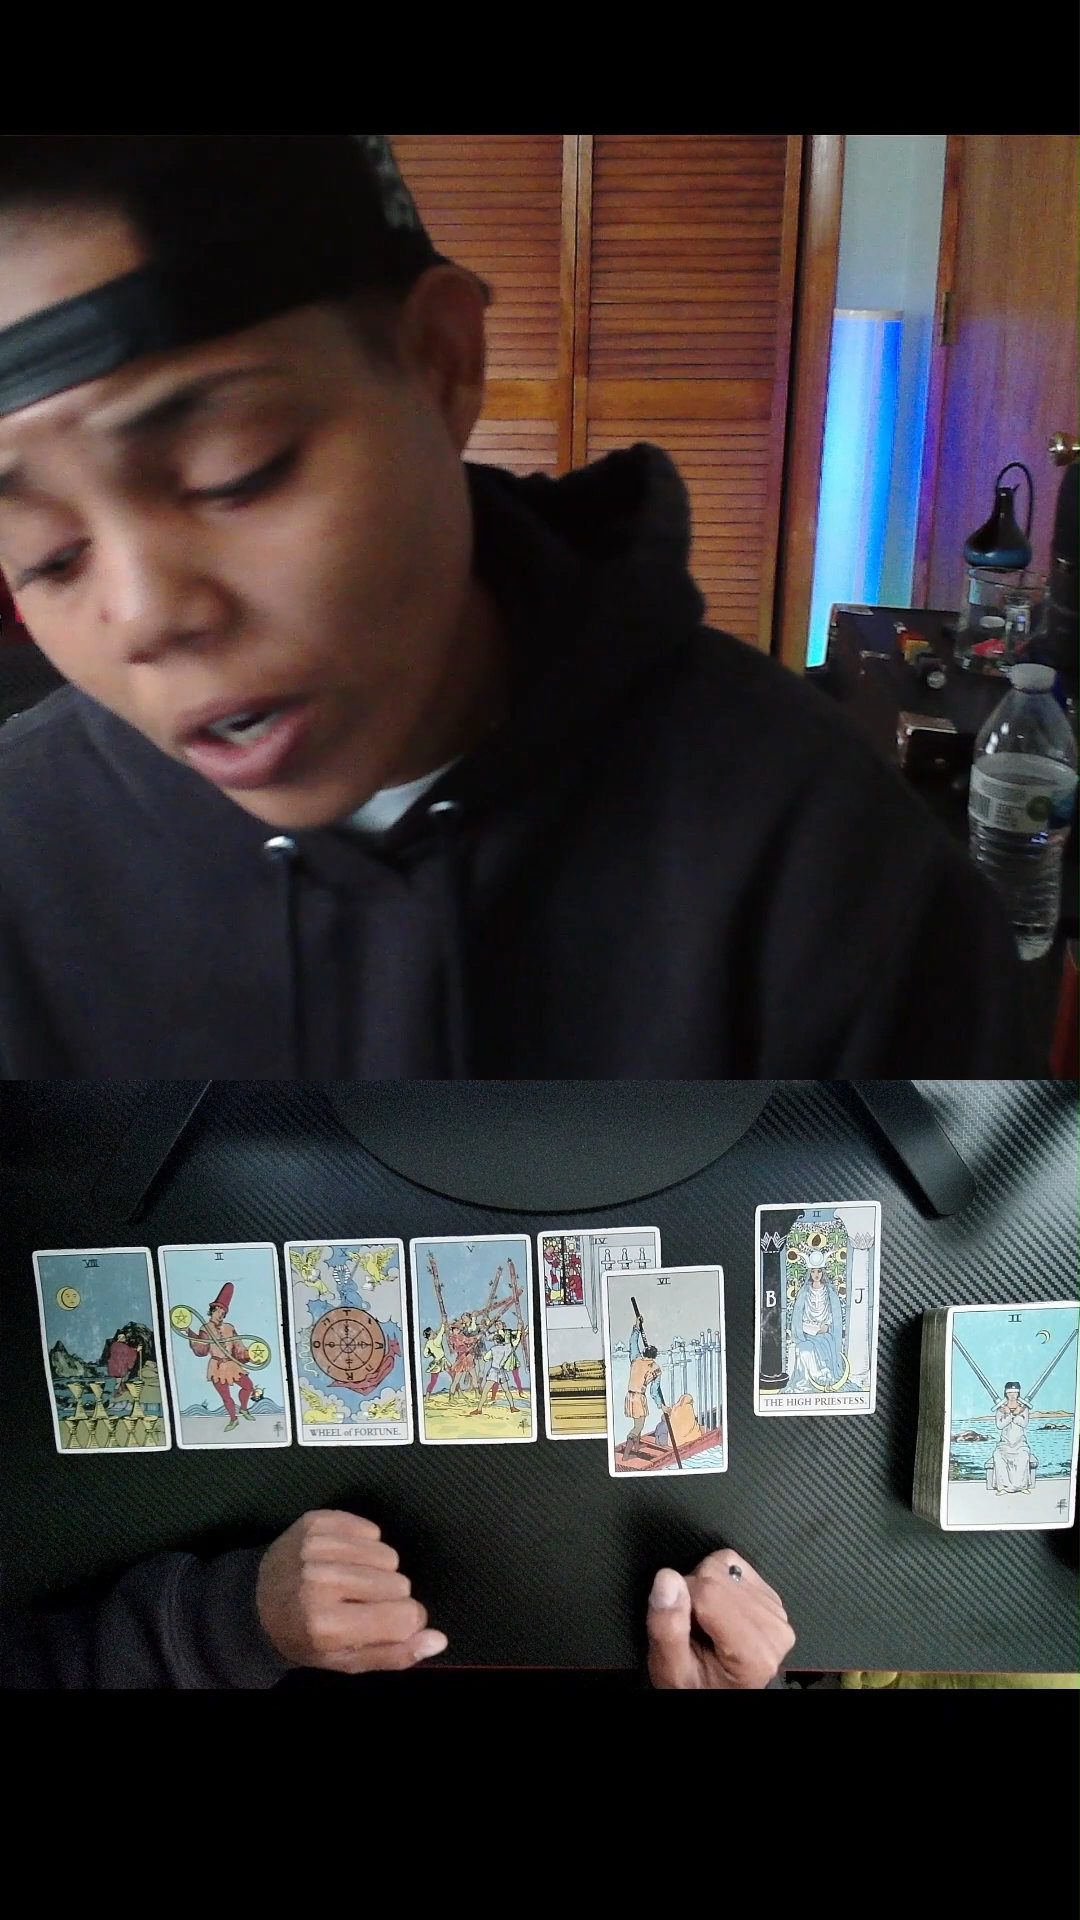 VIII
II
X
WHEEL of FORTUNE.
V
IV
VI
II
B
J
THE HIGH PRIESTESS.
II